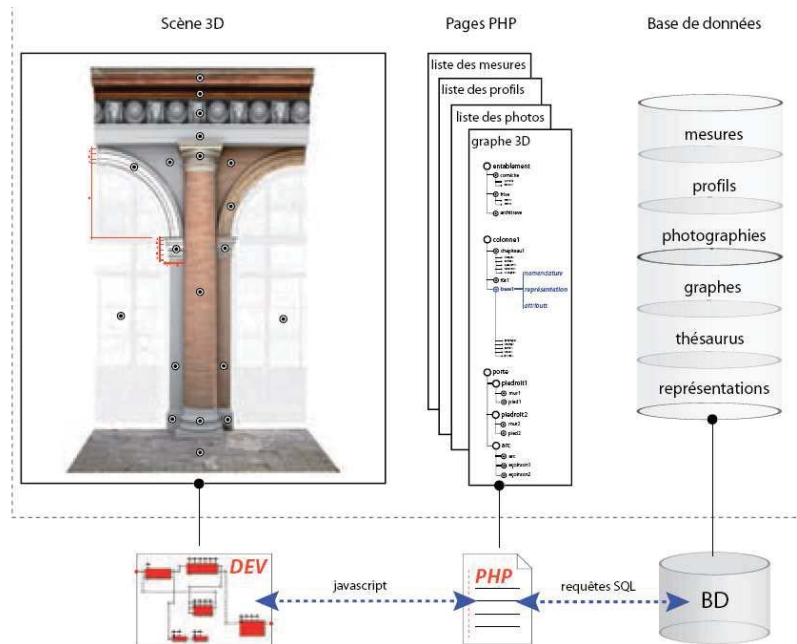 Scène 3D
Pages PHP
Base de données
liste des mesures
liste des profils
liste des photos
graphe 3D
entablement
corniche
frise
architrave
colonne1
chapiteau1
fût1
base1
nomenclature
représentation
attributs
porte
piedroit1
mur1
pied1
piedroit2
mur2
pied2
arc
arc
ecoinson1
ecoinson2
mesures
profils
photographies
graphes
thésaurus
représentations
DEV
javascript
PHP
requêtes SQL
BD